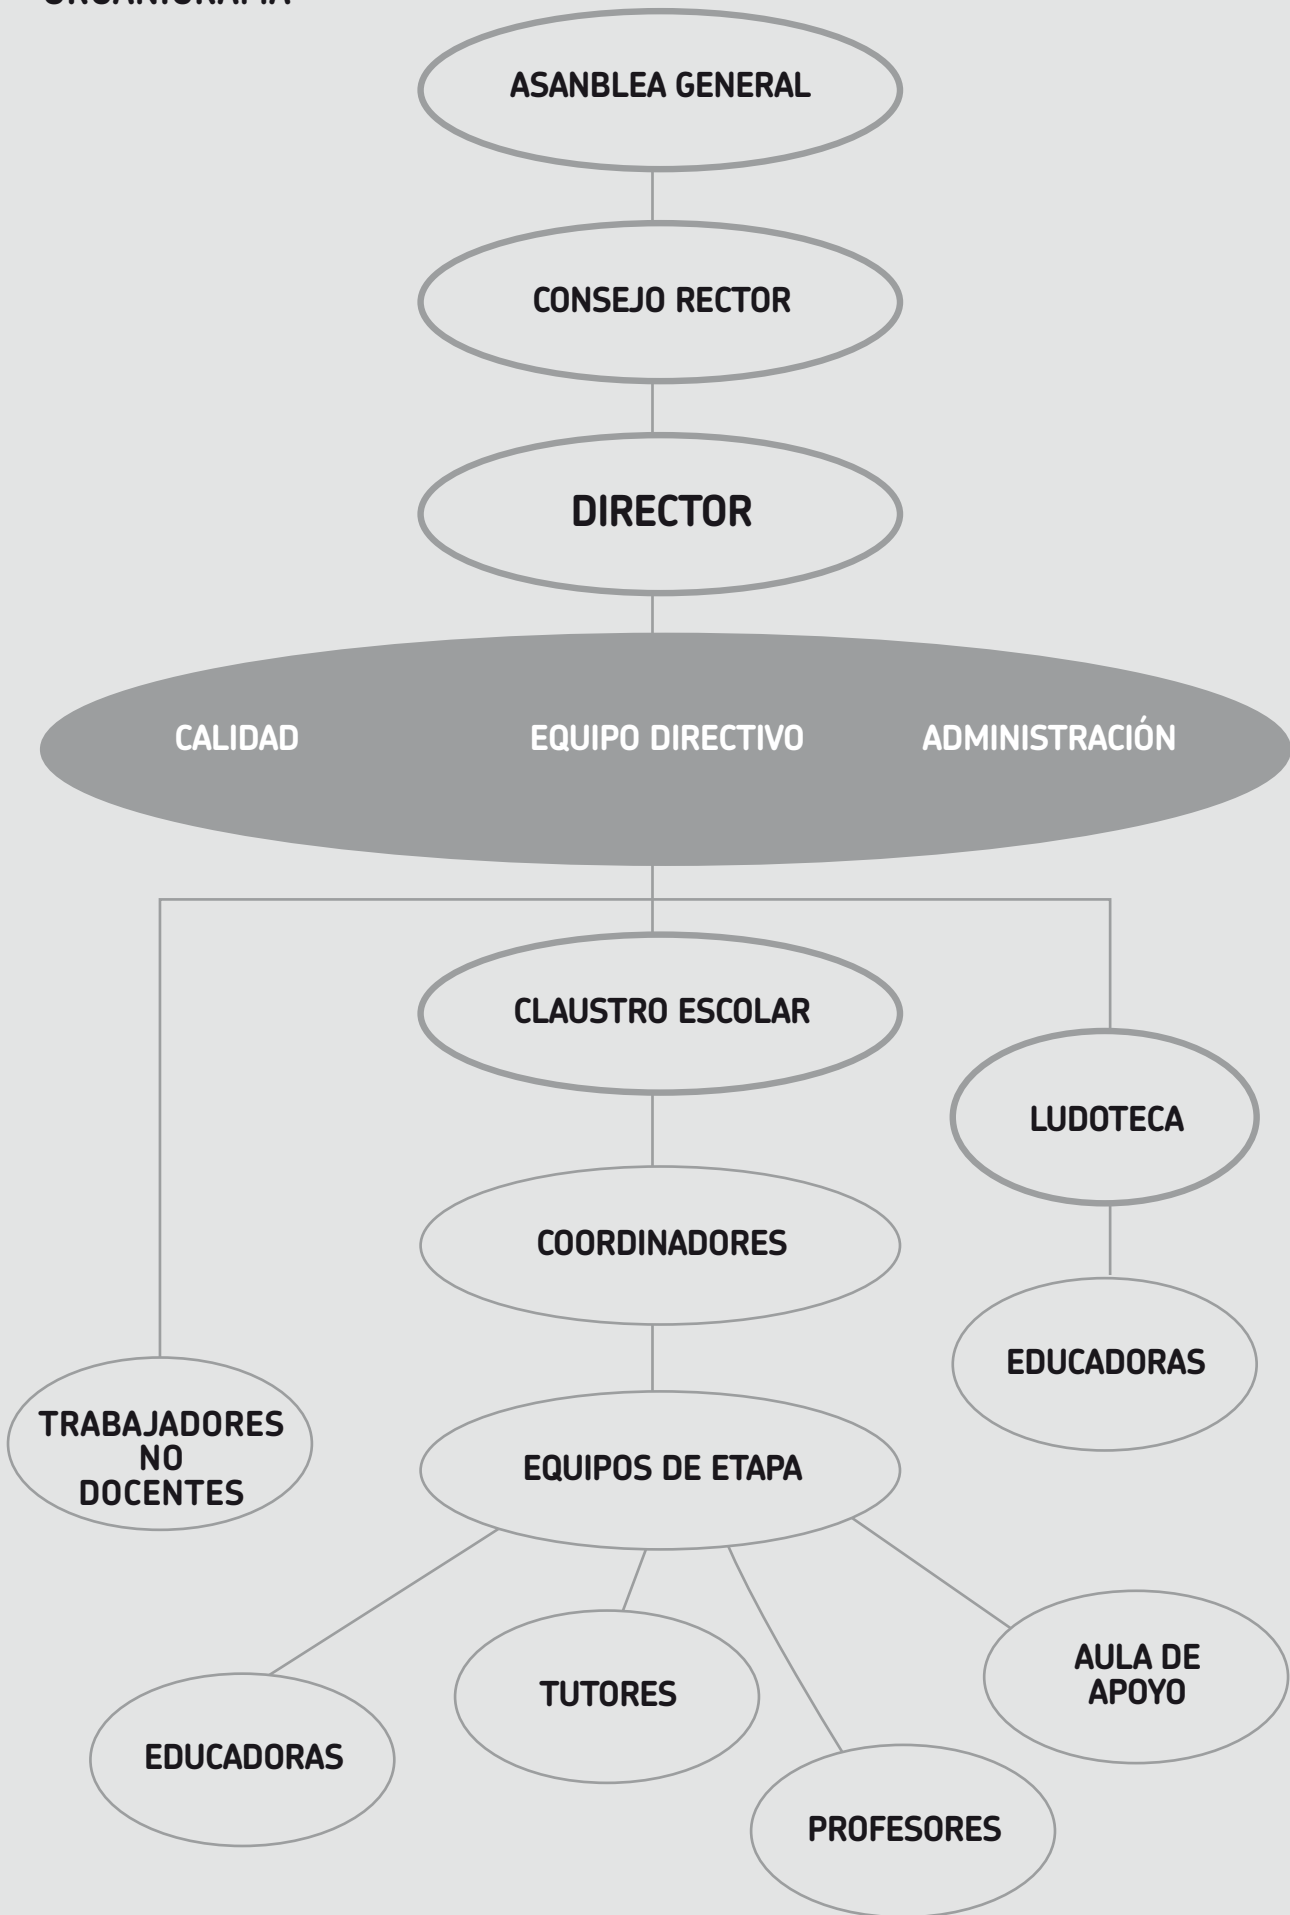 ASANBLEA GENERAL
CONSEJO RECTOR
DIRECTOR
CALIDAD
EQUIPO DIRECTIVO
ADMINISTRACIÓN
CLAUSTRO ESCOLAR
LUDOTECA
COORDINADORES
EDUCADORAS
TRABAJADORES
NO
DOCENTES
EQUIPOS DE ETAPA
AULA DE
APOYO
TUTORES
EDUCADORAS
PROFESORES